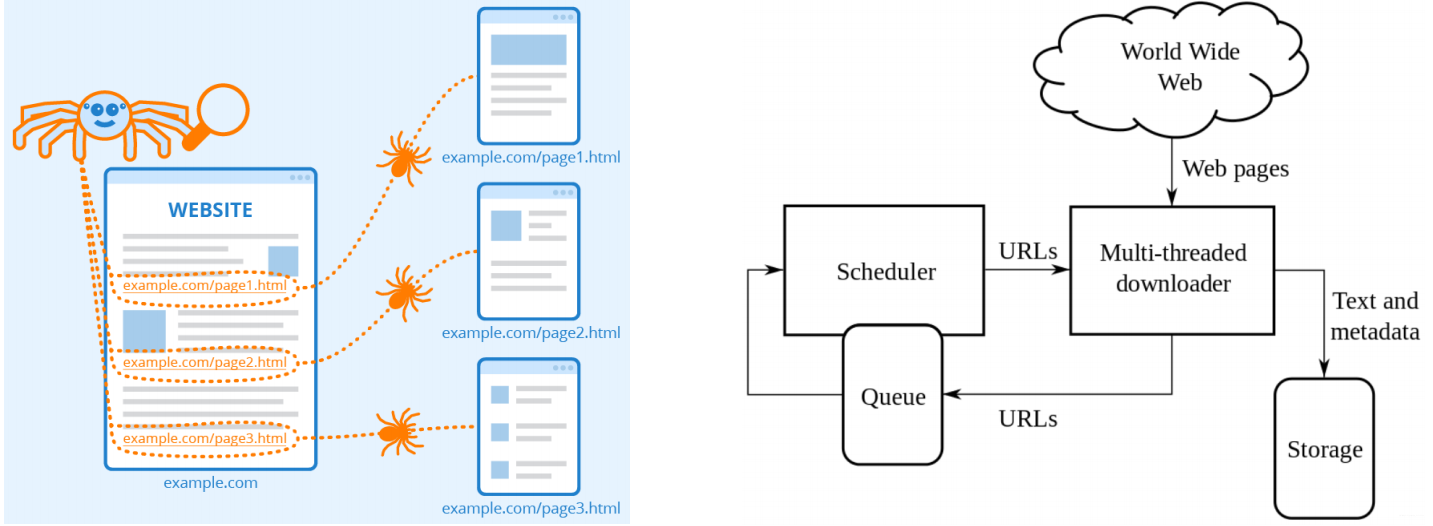 WEBSITE
example.com/page1.html
example.com/page2.html
example.com/page3.html
example.com
example.com/page1.html
example.com/page2.html
example.com/page3.html
World Wide
Web
Web pages
Scheduler
URLs
Multi-threaded
downloader
Text and
metadata
Queue
URLs
Storage